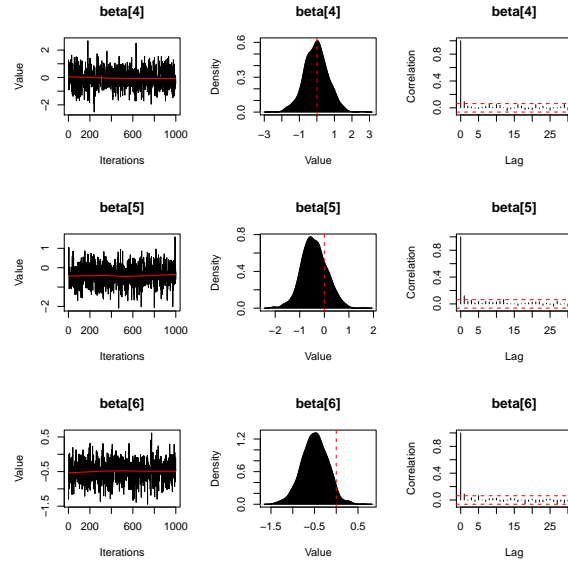 beta[4] beta[4] beta[4]
Value
−2 0 2
0 200 600 1000
Iterations
Density
0.0 0.3 0.6
−3 −1 1 2 3
Value
Correlation
0.0 0.4 0.8
0 5 15 25
Lag
beta[5] beta[5] beta[5]
Value
−2 0 1
0 200 600 1000
Iterations
Density
0.0 0.4 0.8
−2 −1 0 1 2
Value
Correlation
0.0 0.4 0.8
0 5 15 25
Lag
beta[6] beta[6] beta[6]
Value
−1.5 −0.5 0.5
0 200 600 1000
Iterations
Density
0.0 0.6 1.2
−1.5 −0.5 0.5
Value
Correlation
0.0 0.4 0.8
0 5 15 25
Lag